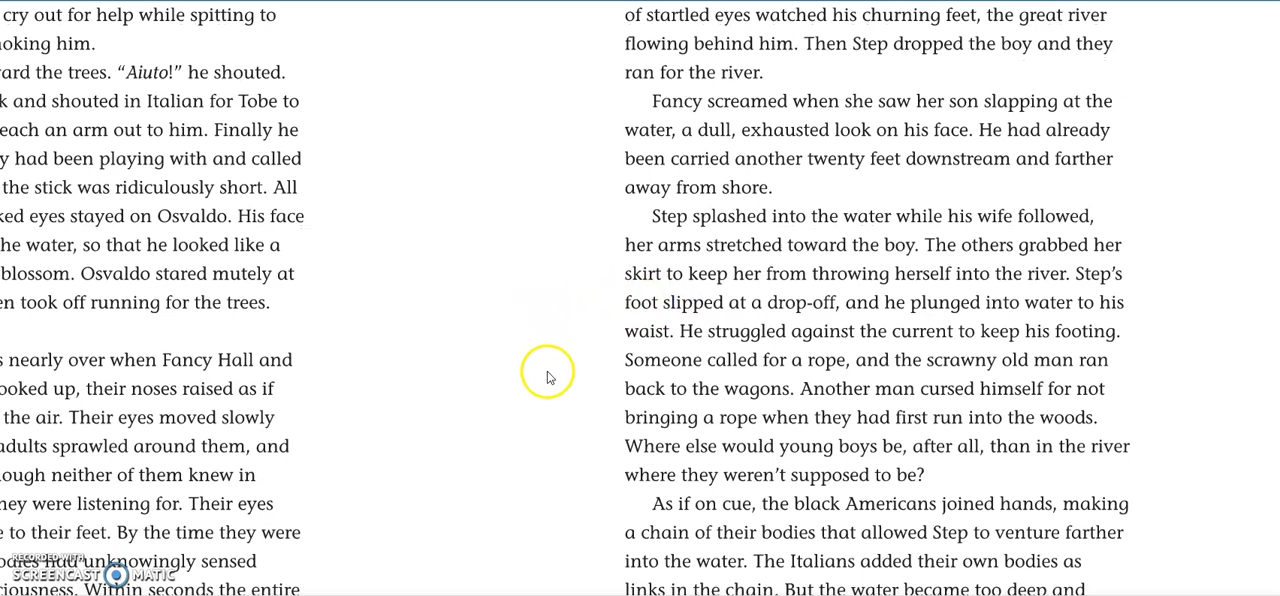 cry out for help while spitting to
oking him.
ard the trees. “Aiuto!” he shouted.
k and shouted in Italian for Tobe to
each an arm out to him. Finally he
y had been playing with and called
the stick was ridiculously short. All
ked eyes stayed on Osvaldo. His face
he water, so that he looked like a
blossom. Osvaldo stared mutely at
en took off running for the trees.
s nearly over when Fancy Hall and
ooked up, their noses raised as if
the air. Their eyes moved slowly
adults sprawled around them, and
ough neither of them knew in
hey were listening for. Their eyes
e to their feet. By the time they were
odies had unknowingly sensed
ciousness. Within seconds the entire
of startled eyes watched his churning feet, the great river
flowing behind him. Then Step dropped the boy and they
ran for the river.
Fancy screamed when she saw her son slapping at the
water, a dull, exhausted look on his face. He had already
been carried another twenty feet downstream and farther
away from shore.
Step splashed into the water while his wife followed,
her arms stretched toward the boy. The others grabbed her
skirt to keep her from throwing herself into the river. Step’s
foot slipped at a drop-off, and he plunged into water to his
waist. He struggled against the current to keep his footing.
Someone called for a rope, and the scrawny old man ran
back to the wagons. Another man cursed himself for not
bringing a rope when they had first run into the woods.
Where else would young boys be, after all, than in the river
where they weren’t supposed to be?
As if on cue, the black Americans joined hands, making
a chain of their bodies that allowed Step to venture farther
into the water. The Italians added their own bodies as
links in the chain. But the water became too deep and
RECORDED WITH
SCREENCAST MATIC